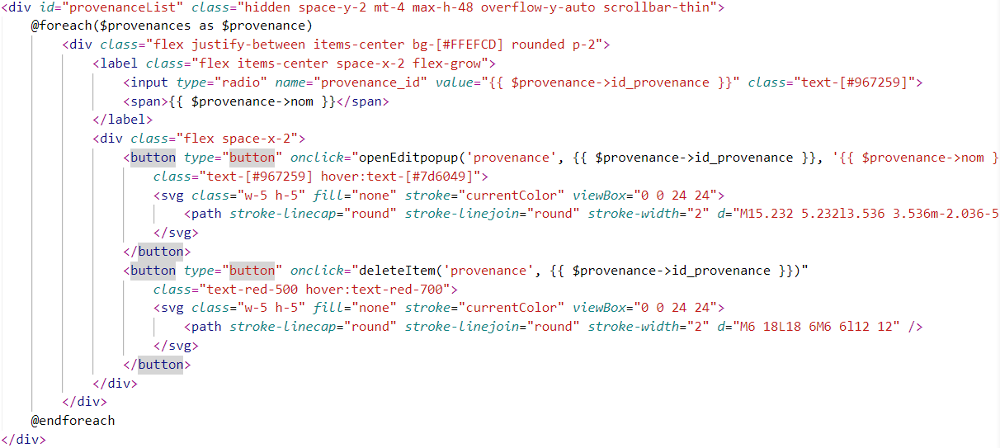 <div id="provenanceList" class="hidden space-y-2 mt-4 max-h-48 overflow-y-auto scrollbar-thin">
@foreach($provenances as $provenance)
<div class="flex justify-between items-center bg-[#FFEFCD] rounded p-2">
<label class="flex items-center space-x-2 flex-grow">
<input type="radio" name="provenance_id" value="{{ $provenance->id_provenance }}" class="text-[#967259]">
<span>{{ $provenance->nom }}</span>
</label>
<div class="flex space-x-2">
<button type="button" onclick="openEditpopup('provenance', {{ $provenance->id_provenance }}, '{{ $provenance->nom }
class="text-[#967259] hover:text-[#7d6049]">
<svg class="w-5 h-5" fill="none" stroke="currentColor" viewBox="0 0 24 24">
<path stroke-linecap="round" stroke-linejoin="round" stroke-width="2" d="M15.232 5.232l3.536 3.536m-2.036-5
</svg>
</button>
<button type="button" onclick="deleteItem('provenance', {{ $provenance->id_provenance }})"
class="text-red-500 hover:text-red-700">
<svg class="w-5 h-5" fill="none" stroke="currentColor" viewBox="0 0 24 24">
<path stroke-linecap="round" stroke-linejoin="round" stroke-width="2" d="M6 18L18 6M6 6l12 12" />
</svg>
</button>
</div>
</div>
@endforeach
</div>